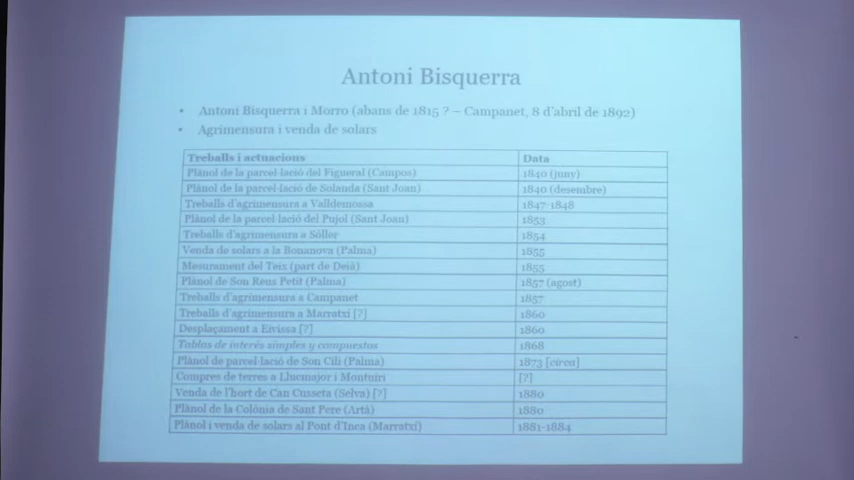 Antoni Bisquerra
• Antoni Bisquerra i Morro (abans de 1815 ? – Campanet, 8 d'abril de 1892)
• Agrimensura i venda de solars
Treballs i actuacions Data
Plànol de la parcel·lació del Figueral (Campos) 1840 (juny)
Plànol de la parcel·lació de Solanda (Sant Joan) 1840 (desembre)
Treballs d'agrimensura a Valldemossa 1847-1848
Plànol de la parcel·lació del Pujol (Sant Joan) 1853
Treballs d'agrimensura a Sóller 1854
Venda de solars a la Bonanova (Palma) 1855
Mesurament del Teix (part de Deià) 1855
Plànol de Son Reus Petit (Palma) 1857 (agost)
Treballs d'agrimensura a Campanet 1857
Treballs d'agrimensura a Marratxí [?] 1860
Desplaçament a Eivissa [?] 1860
Tablas de interés simples y compuestos 1868
Plànol de parcel·lació de Son Cili (Palma) 1873 [circa]
Compres de terres a Llucmajor i Montuïri [?]
Venda de l'hort de Can Cusseta (Selva) [?] 1880
Plànol de la Colònia de Sant Pere (Artà) 1880
Plànol i venda de solars al Pont d'Inca (Marratxí) 1881-1884